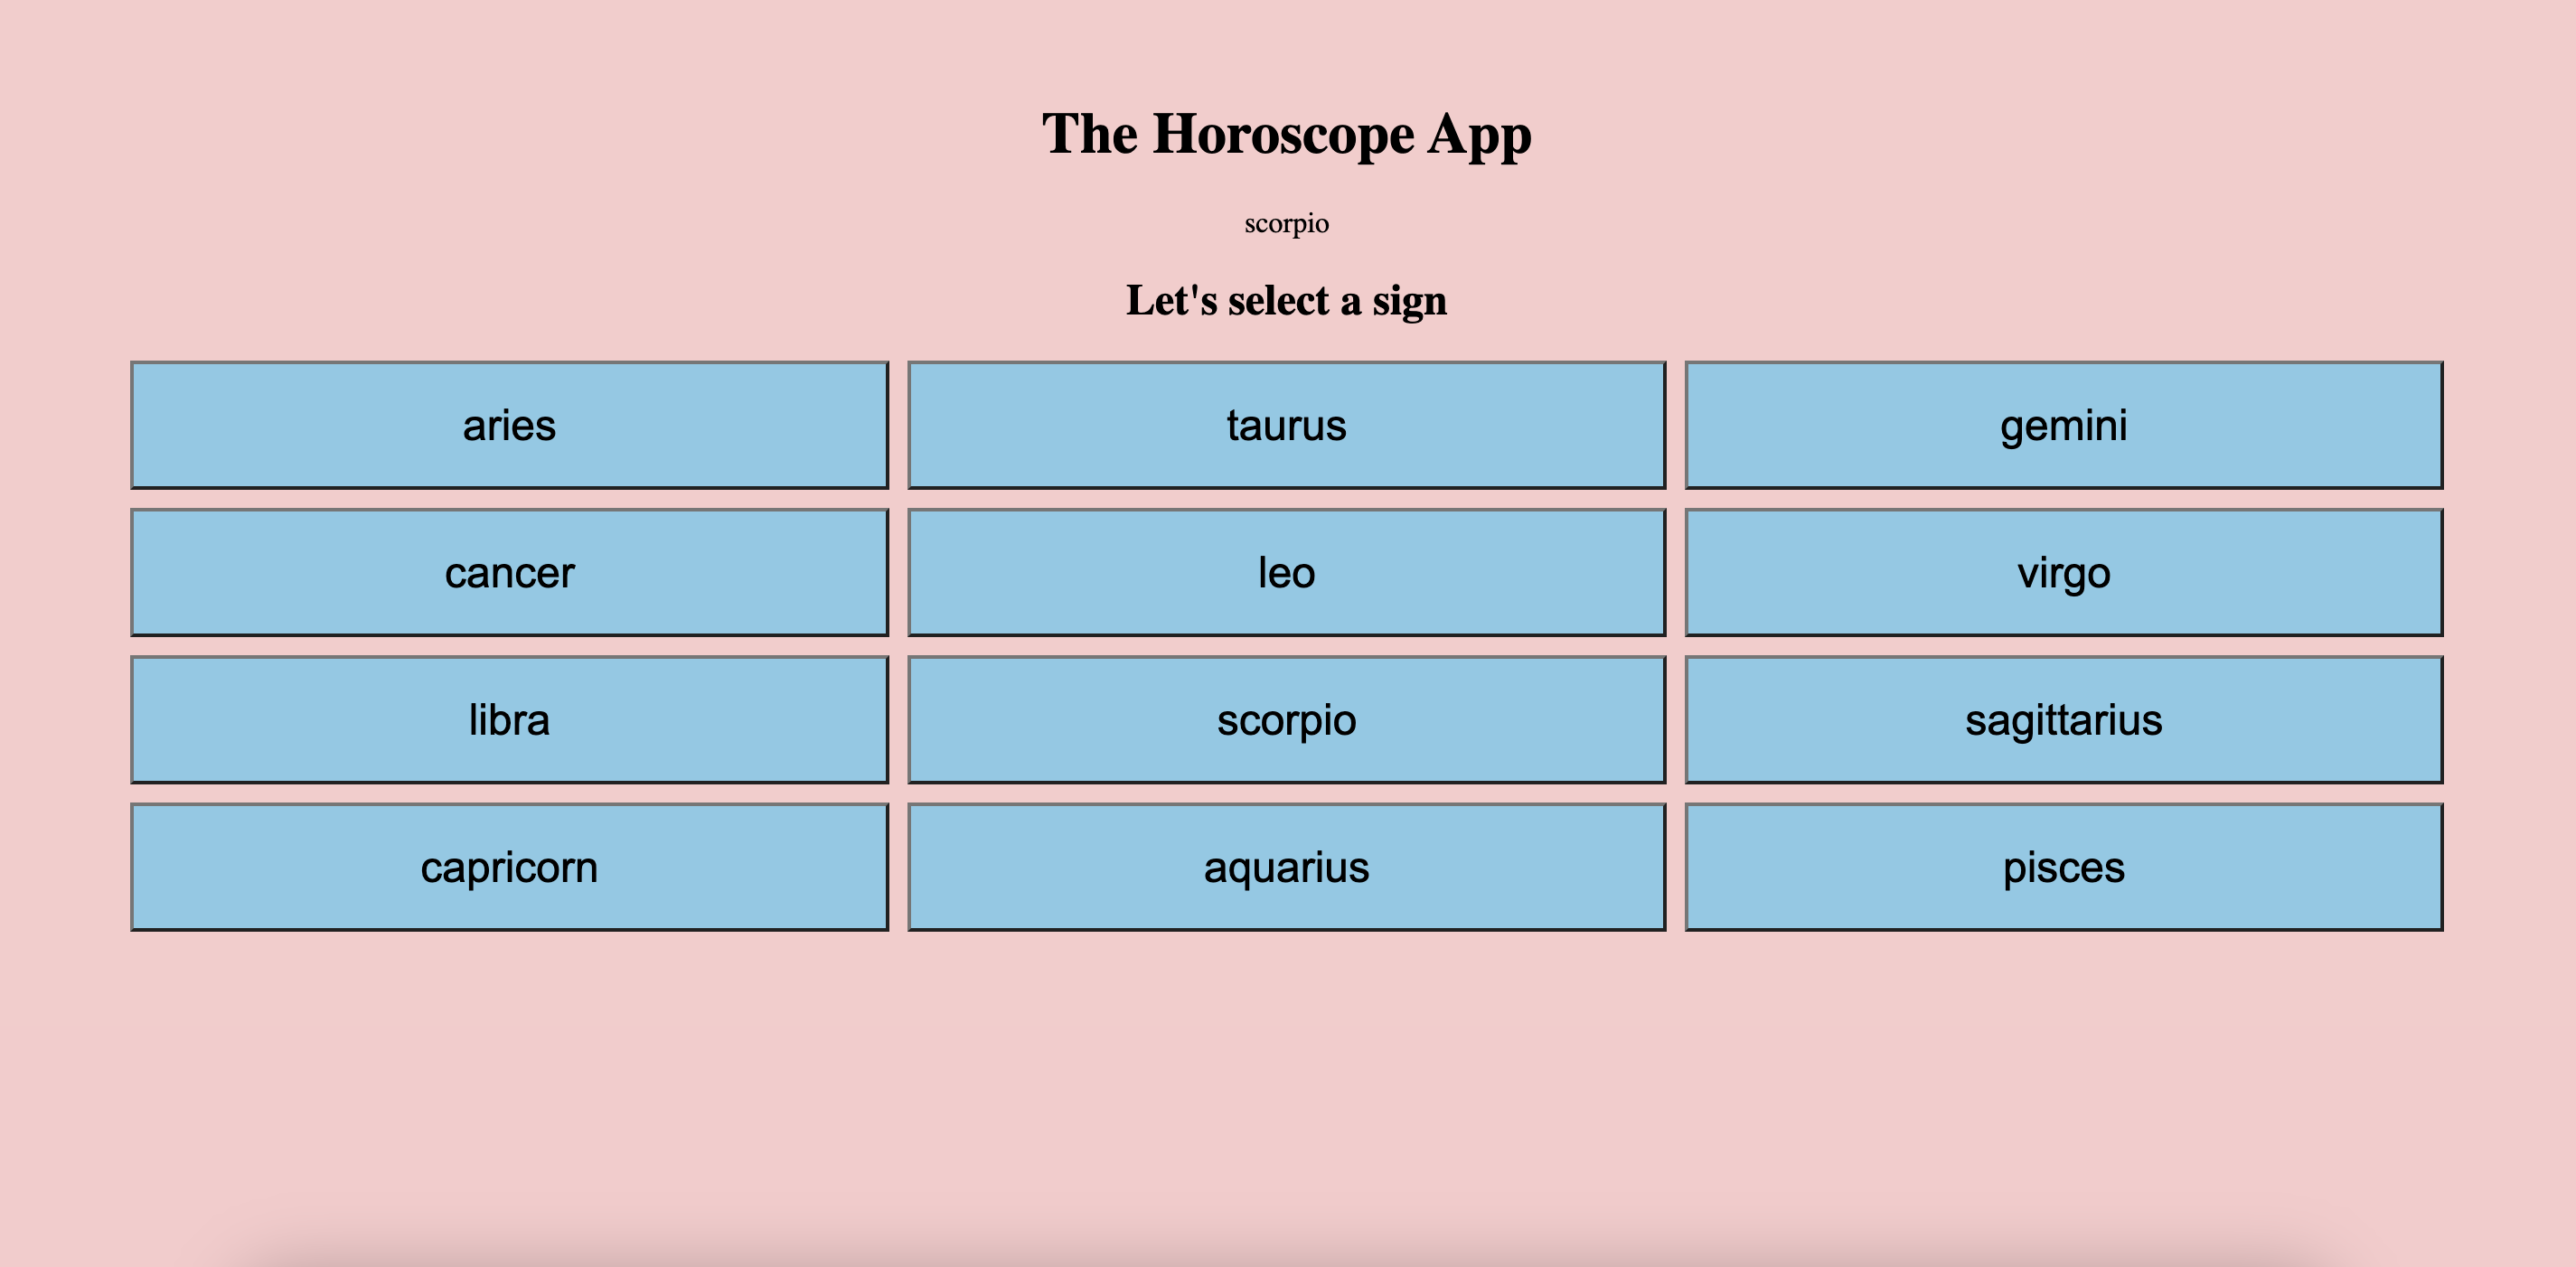 The Horoscope App
scorpio
Let's select a sign
aries taurus gemini
cancer leo virgo
libra scorpio sagittarius
capricorn aquarius pisces